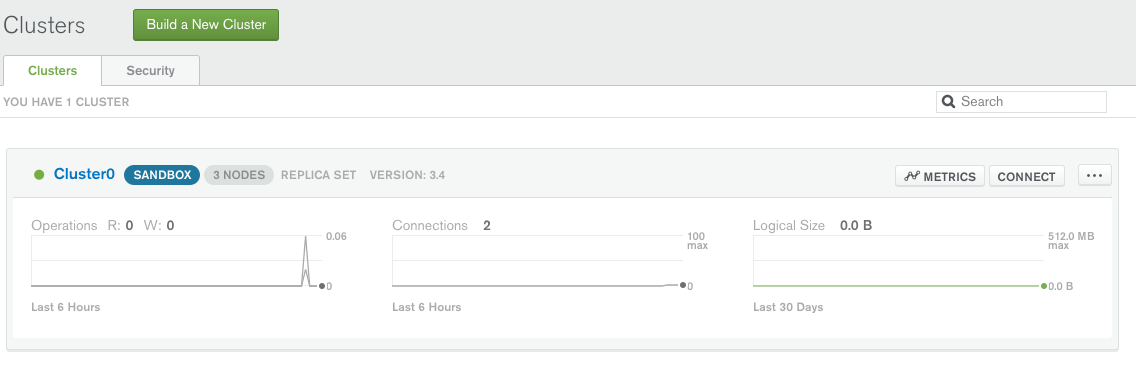 Clusters Build a New Cluster
Clusters Security
YOU HAVE 1 CLUSTER Search
Cluster0 SANDBOX 3 NODES REPLICA SET VERSION: 3.4 METRICS CONNECT ...
Operations R: 0 W: 0
0.06
0
Last 6 Hours
Connections 2
100
max
0
Last 6 Hours
Logical Size 0.0 B
512.0 MB
max
0.0 B
Last 30 Days